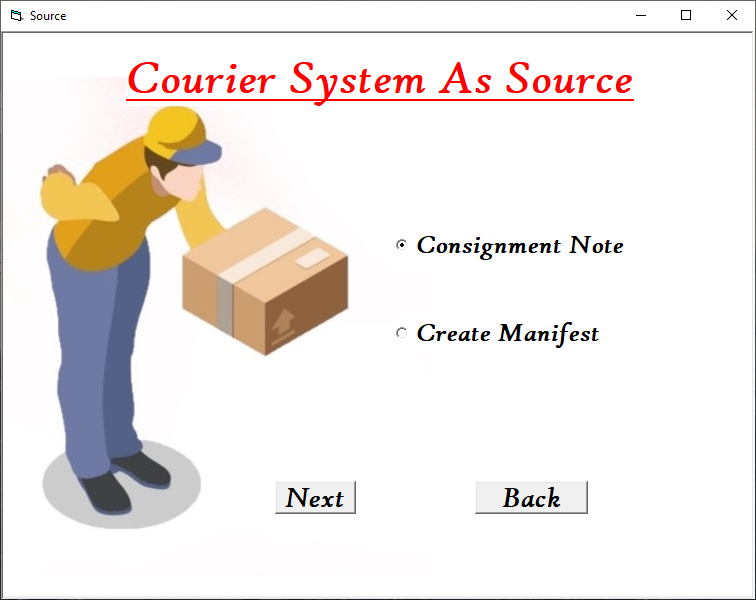 Source
Courier System As Source
Consignment Note
Create Manifest
Next
Back